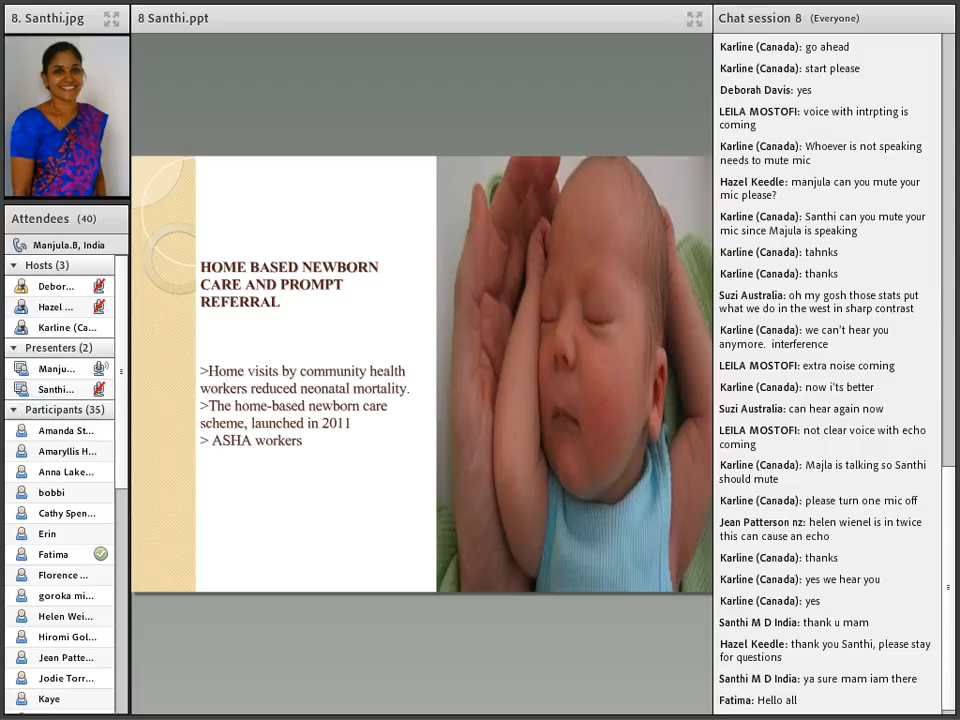 8. Santhi.jpg
8 Santhi.ppt
Chat session 8 (Everyone)
Attendees (40)
Manjula.B, India
Hosts (3)
Debor...
Hazel ...
Karline (Ca...
Presenters (2)
Manju...
Santhi...
Participants (35)
Amanda St...
Amaryllis H...
Anna Lake...
bobbi
Cathy Spen...
Erin
Fatima
Florence ...
goroka mi...
Helen Wei...
Hiromi Gol...
Jean Patte...
Jodie Torr...
Kaye
HOME BASED NEWBORN
CARE AND PROMPT
REFERRAL
>Home visits by community health
workers reduced neonatal mortality.
>The home-based newborn care
scheme, launched in 2011
> ASHA workers
Karline (Canada): go ahead
Karline (Canada): start please
Deborah Davis: yes
LEILA MOSTOFI: voice with intrpting is
coming
Karline (Canada): Whoever is not speaking
needs to mute mic
Hazel Keedle: manjula can you mute your
mic please?
Karline (Canada): Santhi can you mute your
mic since Majula is speaking
Karline (Canada): tahnks
Karline (Canada): thanks
Suzi Australia: oh my gosh those stats put
what we do in the west in sharp contrast
Karline (Canada): we can't hear you
anymore. interference
LEILA MOSTOFI: extra noise coming
Karline (Canada): now i'ts better
Suzi Australia: can hear again now
LEILA MOSTOFI: not clear voice with echo
coming
Karline (Canada): Majla is talking so Santhi
should mute
Karline (Canada): please turn one mic off
Jean Patterson nz: helen wienel is in twice
this can cause an echo
Karline (Canada): thanks
Karline (Canada): yes we hear you
Karline (Canada): yes
Santhi M D India: thank u mam
Hazel Keedle: thank you Santhi, please stay
for questions
Santhi M D India: ya sure mam iam there
Fatima: Hello all